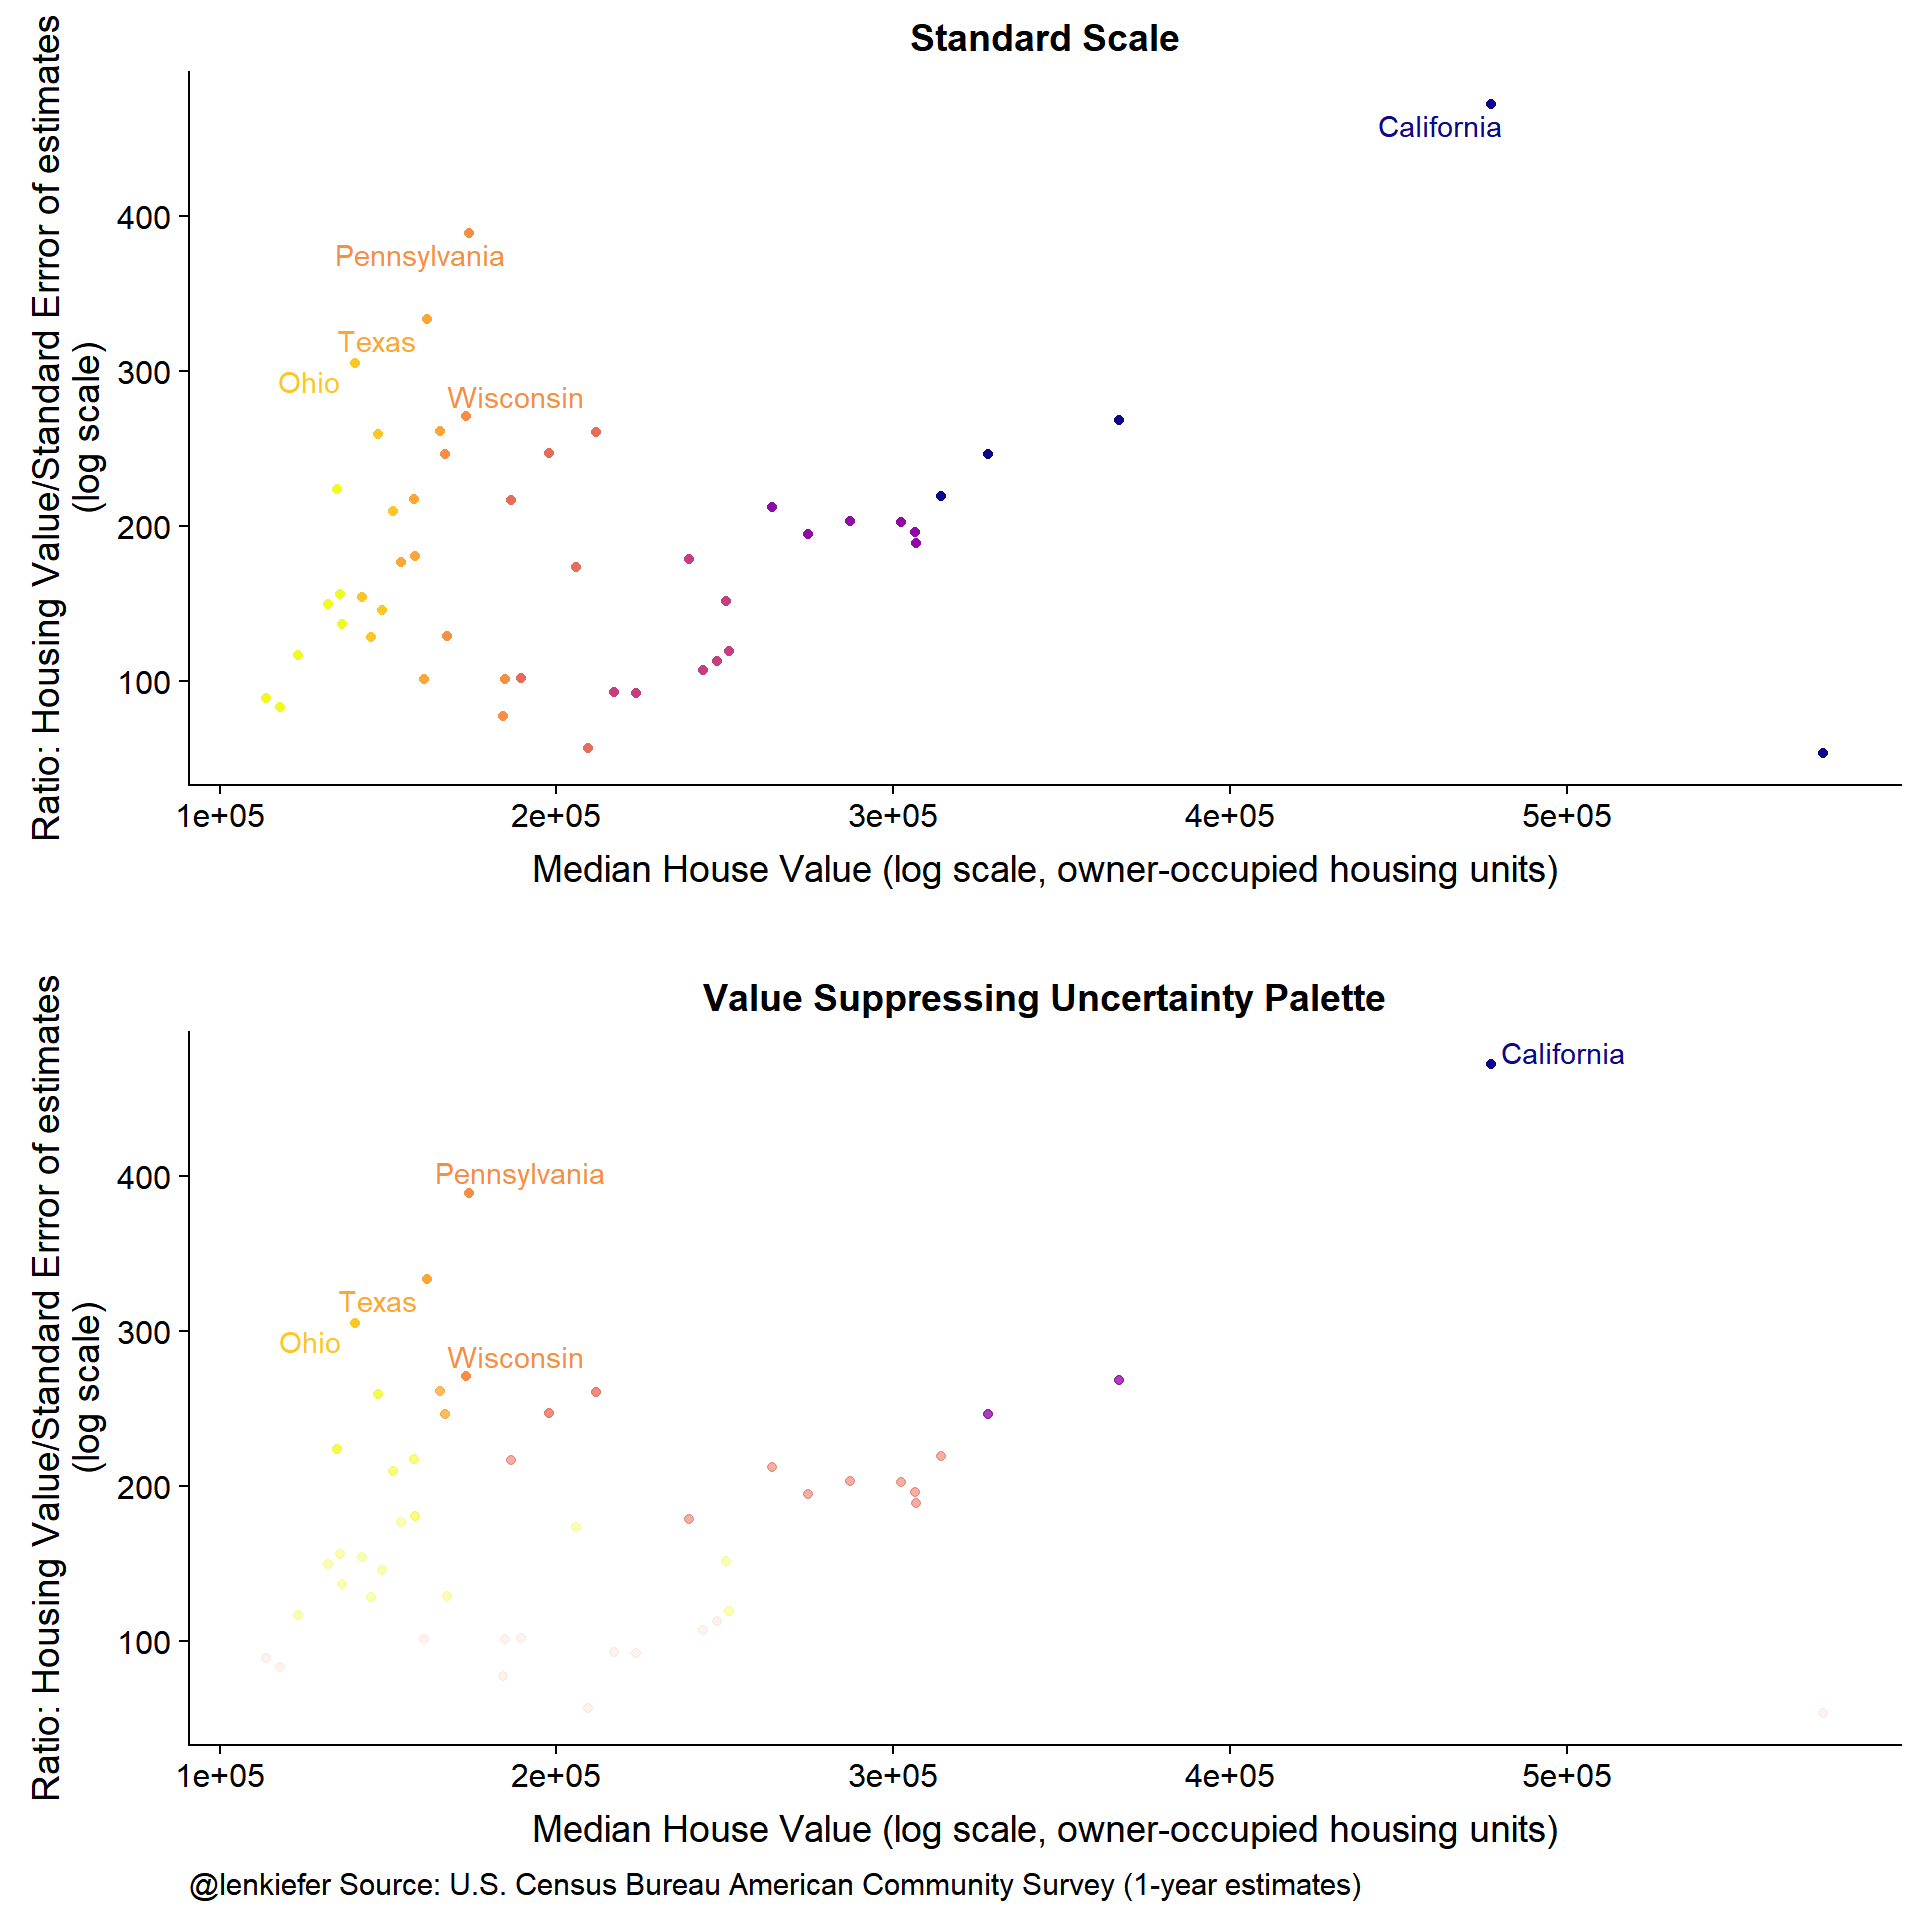 Standard Scale
Ratio: Housing Value/Standard Error of estimates
(log scale)
400
300
200
100
California
Pennsylvania
Texas
Ohio
Wisconsin
1e+05
2e+05
3e+05
4e+05
5e+05
Median House Value (log scale, owner-occupied housing units)
Value Suppressing Uncertainty Palette
Ratio: Housing Value/Standard Error of estimates
(log scale)
400
300
200
100
California
Pennsylvania
Texas
Ohio
Wisconsin
1e+05
2e+05
3e+05
4e+05
5e+05
Median House Value (log scale, owner-occupied housing units)
@lenkiefer Source: U.S. Census Bureau American Community Survey (1-year estimates)